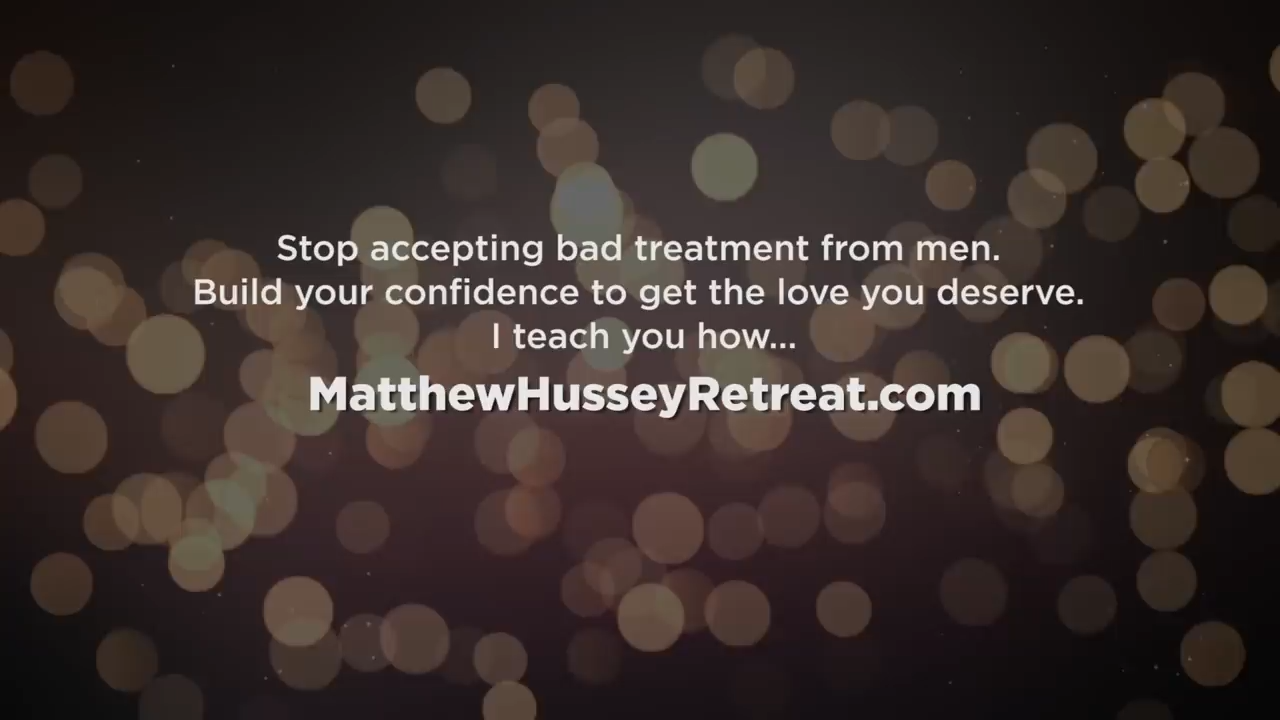 Stop accepting bad treatment from men.
Build your confidence to get the love you deserve.
I teach you how...
MatthewHusseyRetreat.com